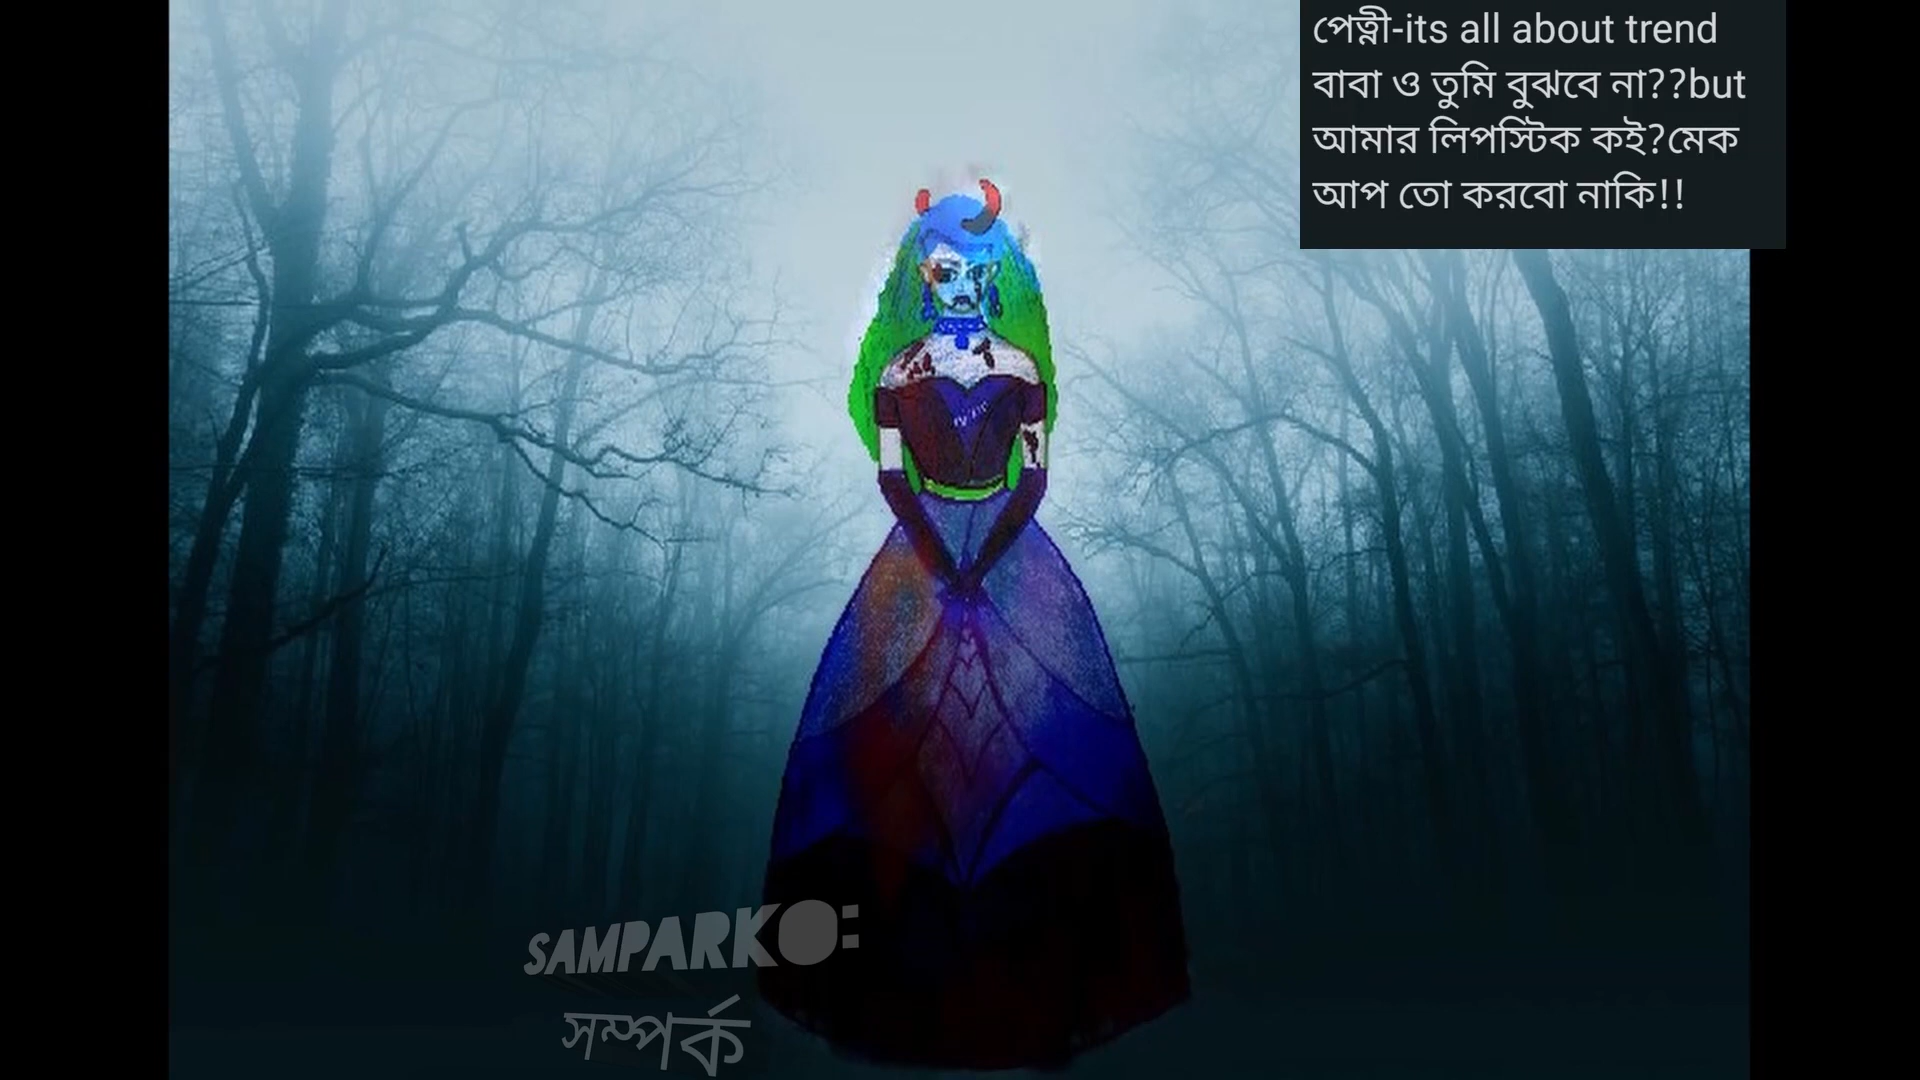 পেত্নী-its all about trend
বাবা ও তুমি বুঝবে না??but
আমার লিপস্টিক কই?মেক
আপ তো করবো নাকি!!
SAMPARKO:
সম্পর্ক